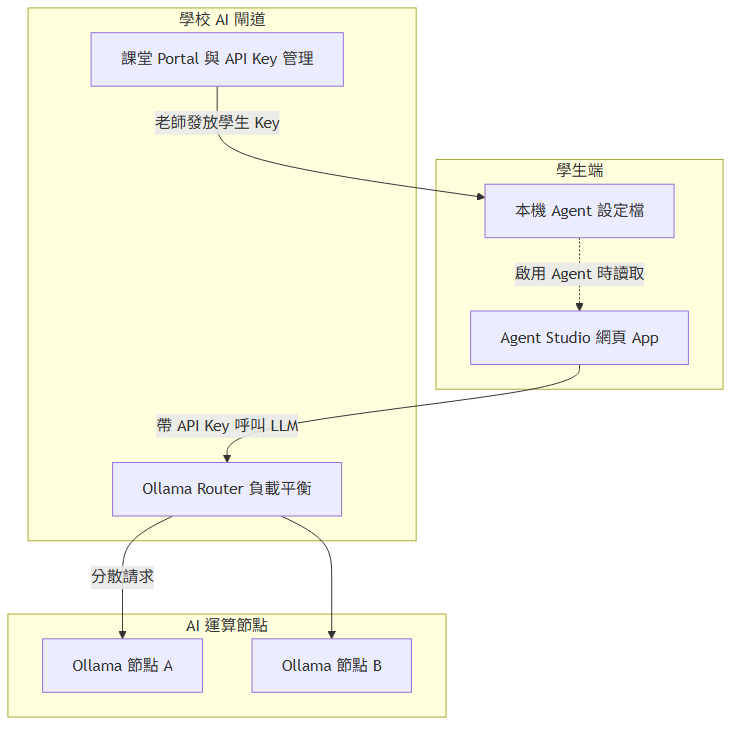 學校 AI 閘道
課堂 Portal 與 API Key 管理
老師發放學生 Key
學生端
本機 Agent 設定檔
啟用 Agent 時讀取
Agent Studio 網頁 App
帶 API Key 呼叫 LLM
Ollama Router 負載平衡
分散請求
AI 運算節點
Ollama 節點 A
Ollama 節點 B